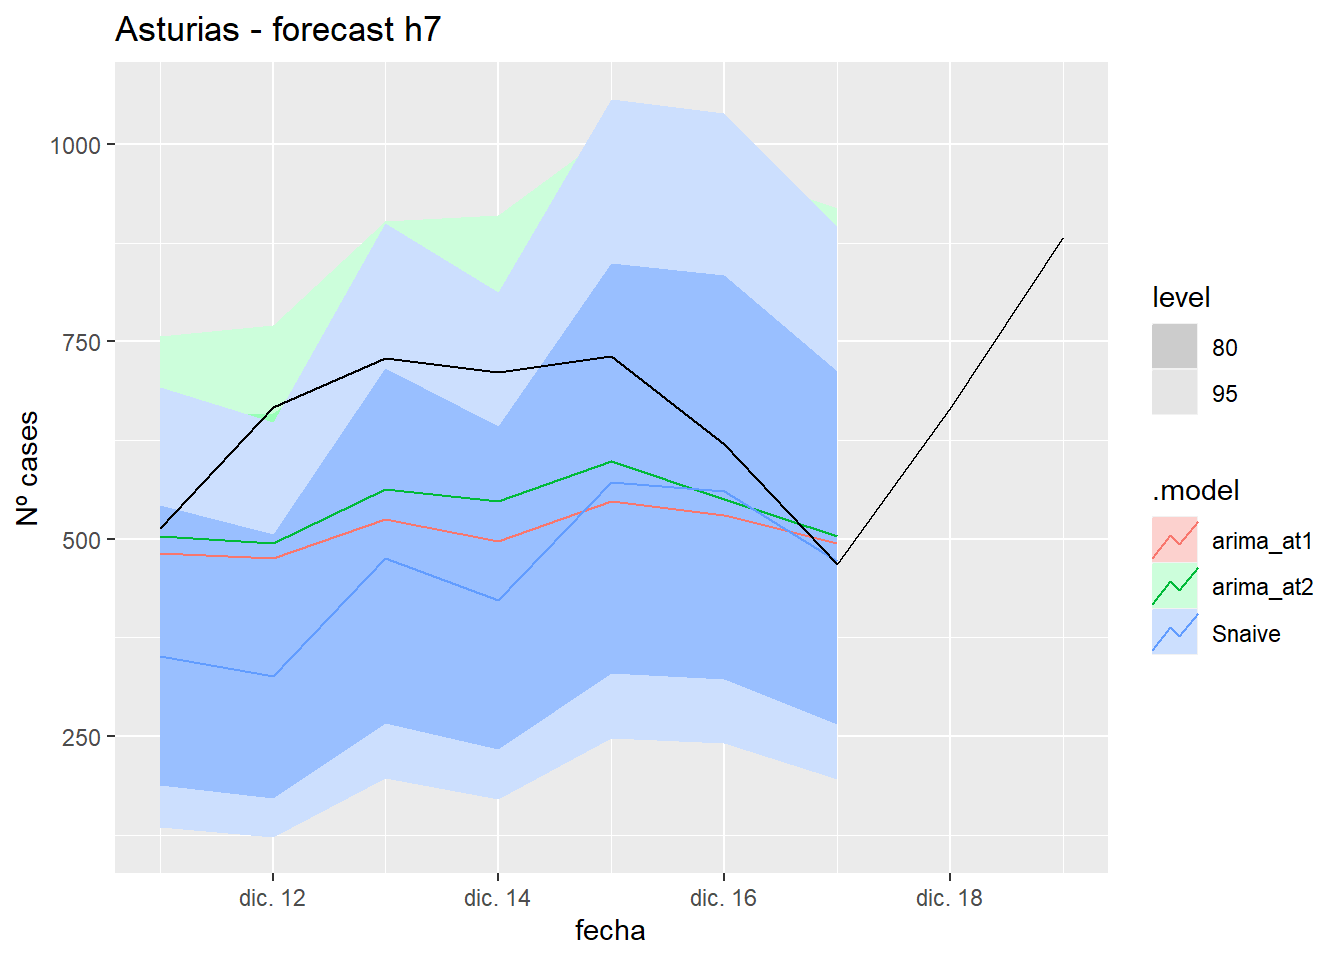 Asturias - forecast h7
1000
750
500
250
Nº cases
dic. 12
dic. 14
dic. 16
dic. 18
fecha
level
80
95
.model
arima_at1
arima_at2
Snaive